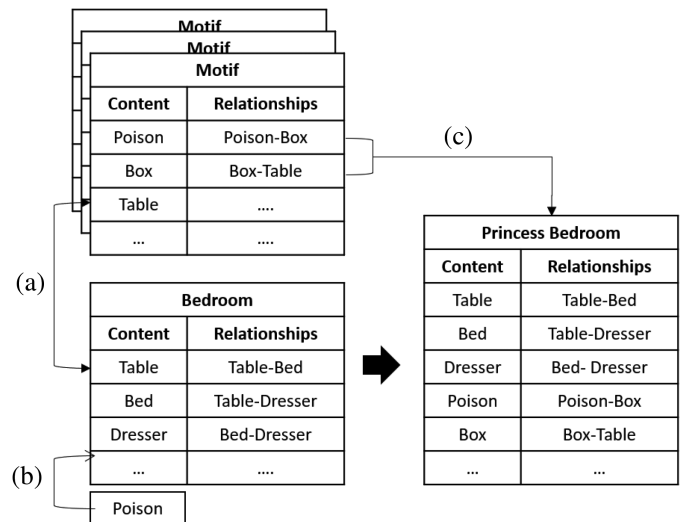 Motif
Motif
Motif
Content Relationships
Poison Poison-Box
Box Box-Table
Table ....
... ....
(a)
(c)
Bedroom
Content Relationships
Table Table-Bed
Bed Table-Dresser
Dresser Bed-Dresser
... ....
(b)
Poison
Princess Bedroom
Content Relationships
Table Table-Bed
Bed Table-Dresser
Dresser Bed- Dresser
Poison Poison-Box
Box Box-Table
... ...